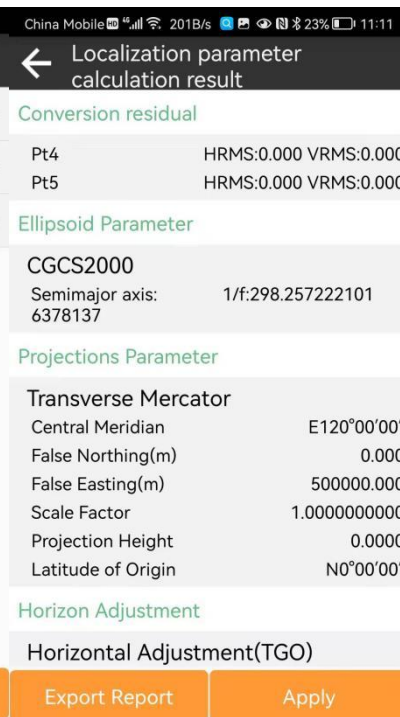 China Mobile HD 4G 201B/s 23% 11:11
Localization parameter
calculation result
Conversion residual
Pt4 HRMS:0.000 VRMS:0.000
Pt5 HRMS:0.000 VRMS:0.000
Ellipsoid Parameter
CGCS2000
Semimajor axis: 1/f:298.257222101
6378137
Projections Parameter
Transverse Mercator
Central Meridian E120°00'00"
False Northing(m) 0.000
False Easting(m) 500000.000
Scale Factor 1.0000000000
Projection Height 0.0000
Latitude of Origin N0°00'00"
Horizon Adjustment
Horizontal Adjustment(TGO)
Export Report Apply